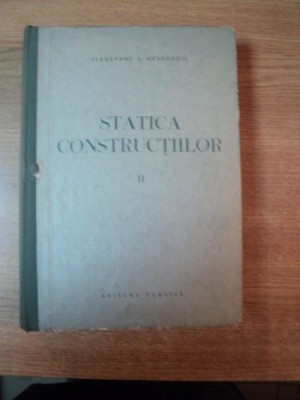 ALEXANDRU A. GHEORGHIU
STATICA
CONSTRUCȚIILOR
II
EDITURA TEHNICĂ